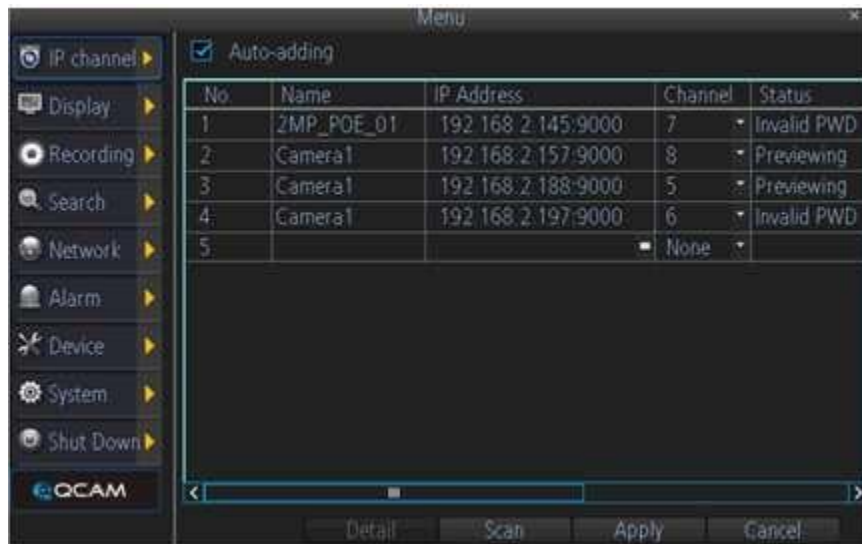 Menu
IP channel
Display
Recording
Search
Network
Alarm
Device
System
Shut Down
QCAM
Auto-adding
No Name IP Address Channel Status
1 2MP_POE_01 192.168.2.145:9000 7 Invalid PWD
2 Camera1 192.168.2.157:9000 8 Previewing
3 Camera1 192.168.2.188:9000 5 Previewing
4 Camera1 192.168.2.197:9000 6 Invalid PWD
5 None
Detail Scan Apply Cancel